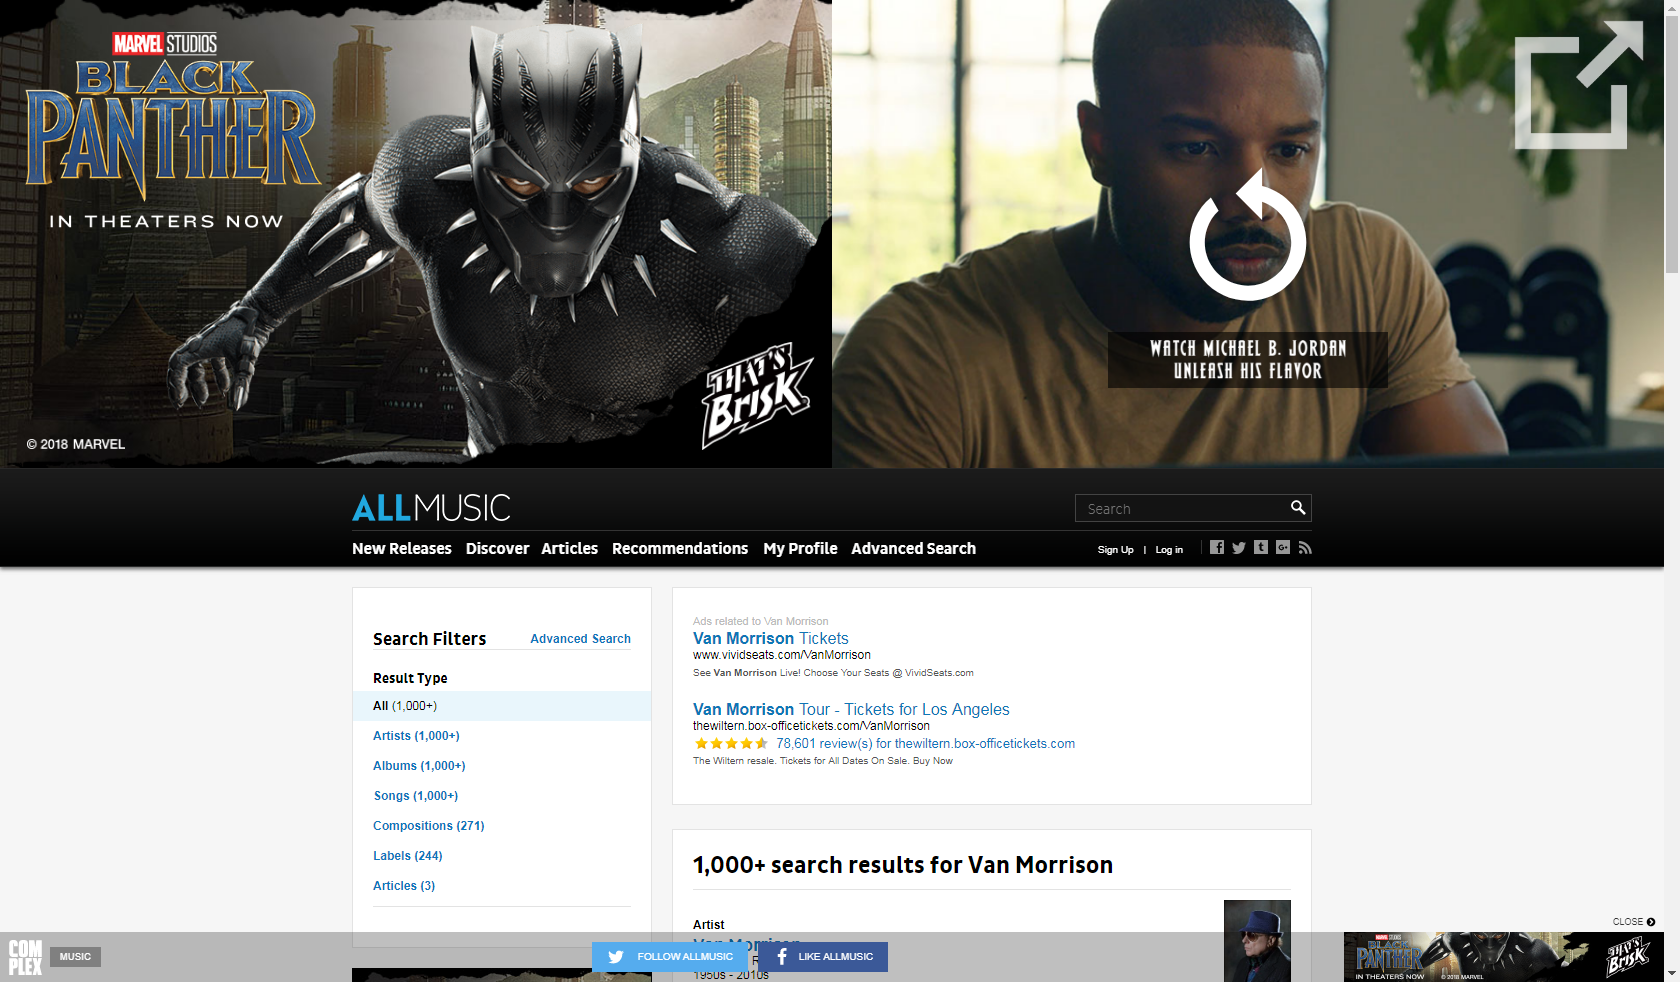 MARVEL STUDIOS
BLACK
PANTHER
IN THEATERS NOW
THAT'S
BRISK
© 2018 MARVEL
WATCH MICHAEL B. JORDAN
UNLEASH HIS FLAVOR
ALLMUSIC
Search
New Releases Discover Articles Recommendations My Profile Advanced Search
Sign Up | Log in
Search Filters Advanced Search
Result Type
All (1,000+)
Artists (1,000+)
Albums (1,000+)
Songs (1,000+)
Compositions (271)
Labels (244)
Articles (3)
Ads related to Van Morrison
Van Morrison Tickets
www.vividseats.com/VanMorrison
See Van Morrison Live! Choose Your Seats @ VividSeats.com
Van Morrison Tour - Tickets for Los Angeles
thewiltern.box-officetickets.com/VanMorrison
78,601 review(s) for thewiltern.box-officetickets.com
The Wiltern resale. Tickets for All Dates On Sale. Buy Now
1,000+ search results for Van Morrison
Artist
Van Morrison
1950s - 2010s
COMPLEX
MUSIC
FOLLOW ALLMUSIC
LIKE ALLMUSIC
CLOSE
MARVEL STUDIOS
BLACK
PANTHER
IN THEATERS NOW
© 2018 MARVEL
THAT'S
BRISK